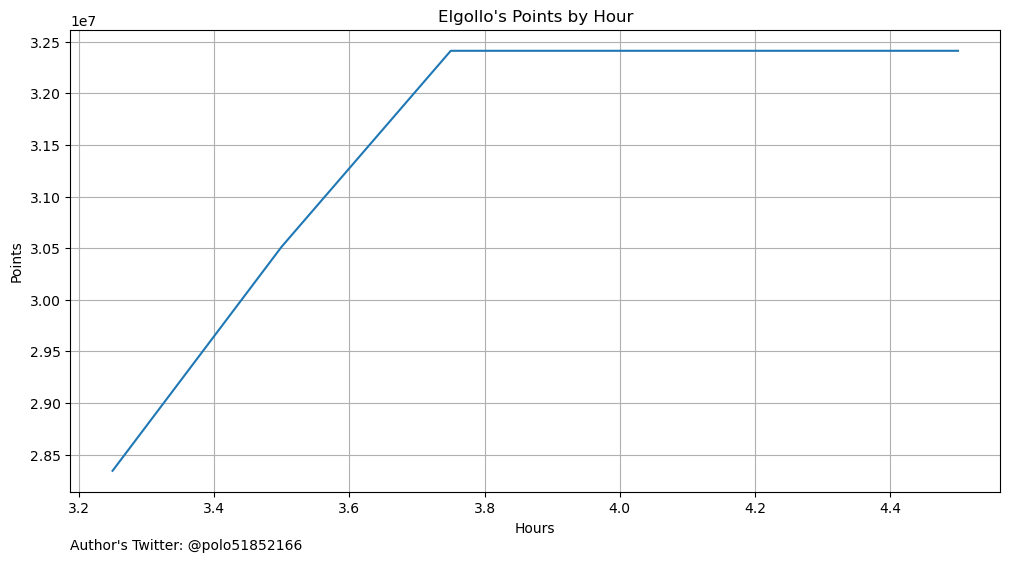 Elgollo's Points by Hour
1e7
3.25
3.20
3.15
3.10
3.05
3.00
2.95
2.90
2.85
Points
3.2 3.4 3.6 3.8 4.0 4.2 4.4
Hours
Author's Twitter: @polo51852166